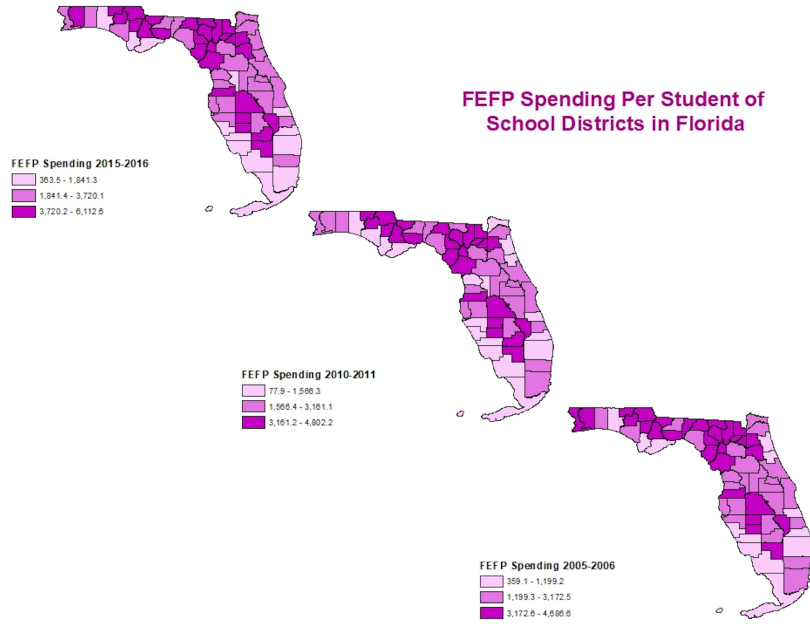 FEFP Spending Per Student of
School Districts in Florida
FEFP Spending 2015-2016
363.5 - 1,841.3
1,841.4 - 3,720.1
3,720.2 - 6,112.6
FEFP Spending 2010-2011
77.9 - 1,566.3
1,566.4 - 3,161.1
3,161.2 - 4,802.2
FEFP Spending 2005-2006
359.1 - 1,199.2
1,199.3 - 3,172.5
3,172.6 - 4,686.6